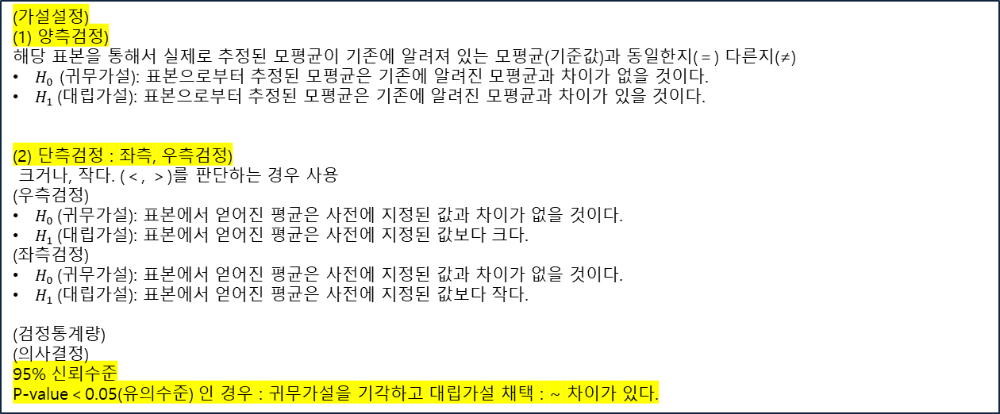 (가설설정)
(1) 양측검정)
해당 표본을 통해서 실제로 추정된 모평균이 기존에 알려져 있는 모평균(기준값)과 동일한지(=) 다른지(≠)
• H₀ (귀무가설): 표본으로부터 추정된 모평균은 기존에 알려진 모평균과 차이가 없을 것이다.
• H₁ (대립가설): 표본으로부터 추정된 모평균은 기존에 알려진 모평균과 차이가 있을 것이다.
(2) 단측검정 : 좌측, 우측검정)
크거나, 작다. ( < , > )를 판단하는 경우 사용
(우측검정)
• H₀ (귀무가설): 표본에서 얻어진 평균은 사전에 지정된 값과 차이가 없을 것이다.
• H₁ (대립가설): 표본에서 얻어진 평균은 사전에 지정된 값보다 크다.
(좌측검정)
• H₀ (귀무가설): 표본에서 얻어진 평균은 사전에 지정된 값과 차이가 없을 것이다.
• H₁ (대립가설): 표본에서 얻어진 평균은 사전에 지정된 값보다 작다.
(검정통계량)
(의사결정)
95% 신뢰수준
P-value < 0.05(유의수준) 인 경우 : 귀무가설을 기각하고 대립가설 채택 : ~ 차이가 있다.